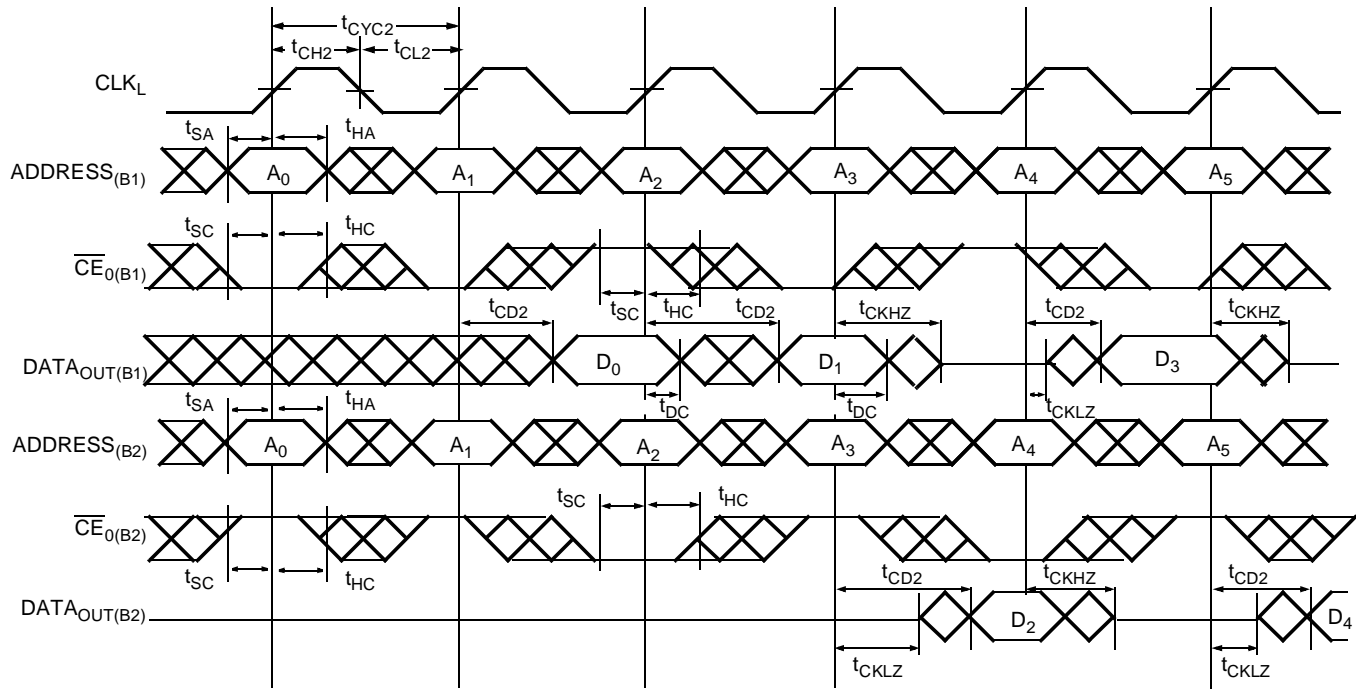 tCYC2
tCH2
tCL2
CLKL
tSA
tHA
ADDRESS(B1)
A0
A1
A2
A3
A4
A5
tSC
tHC
CE0(B1)
tSC
tHC
tCD2
tCD2
tCKHZ
tCD2
tCKHZ
DATAOUT(B1)
D0
D1
D3
tSA
tHA
tDC
tDC
tCKLZ
ADDRESS(B2)
A0
A1
A2
A3
A4
A5
tSC
tHC
CE0(B2)
tSC
tHC
tCD2
tCKHZ
tCD2
DATAOUT(B2)
D2
D4
tCKLZ
tCKLZ